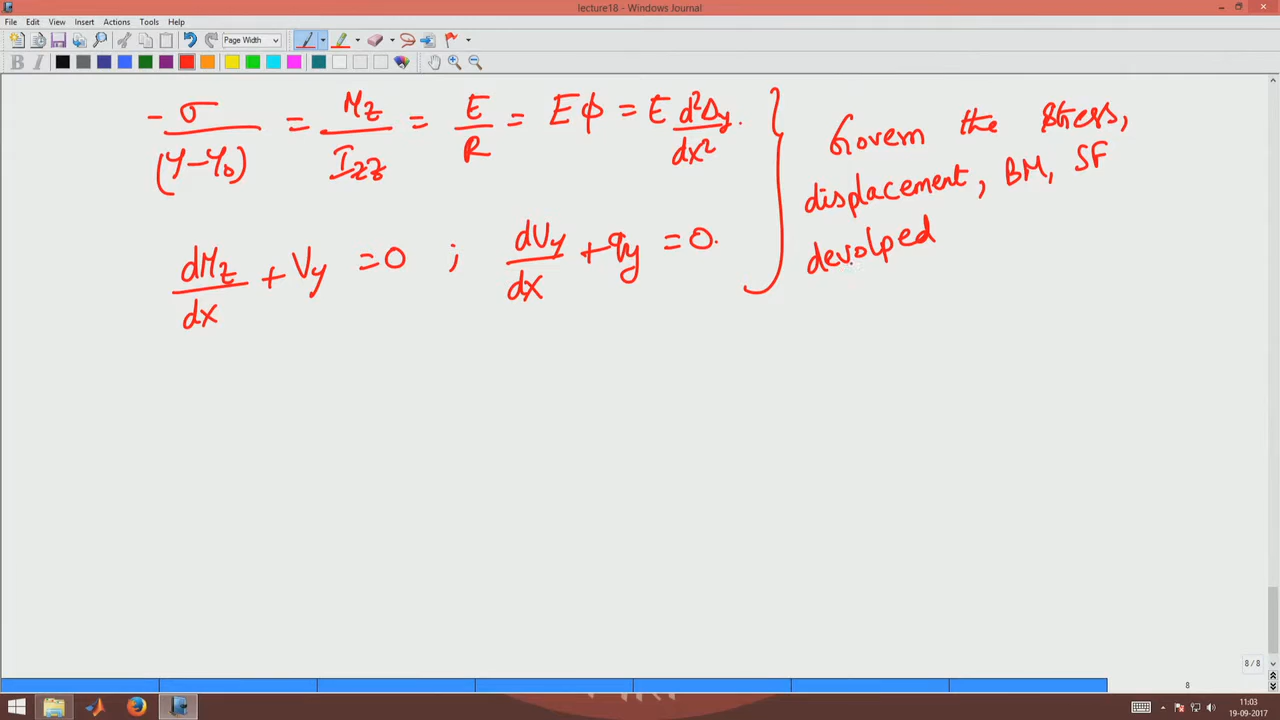 lecture18 - Windows Journal
File Edit View Insert Actions Tools Help
Page Width
B I
-σ/(y-y₀) = Mz/Izz = E/R = Eϕ = E d²Δy/dx².
dMz/dx + Vy = 0 ; dVy/dx + qy = 0.
Govern the stress,
displacement, BM, SF
devolped
8 / 8
8
11:03
19-09-2017